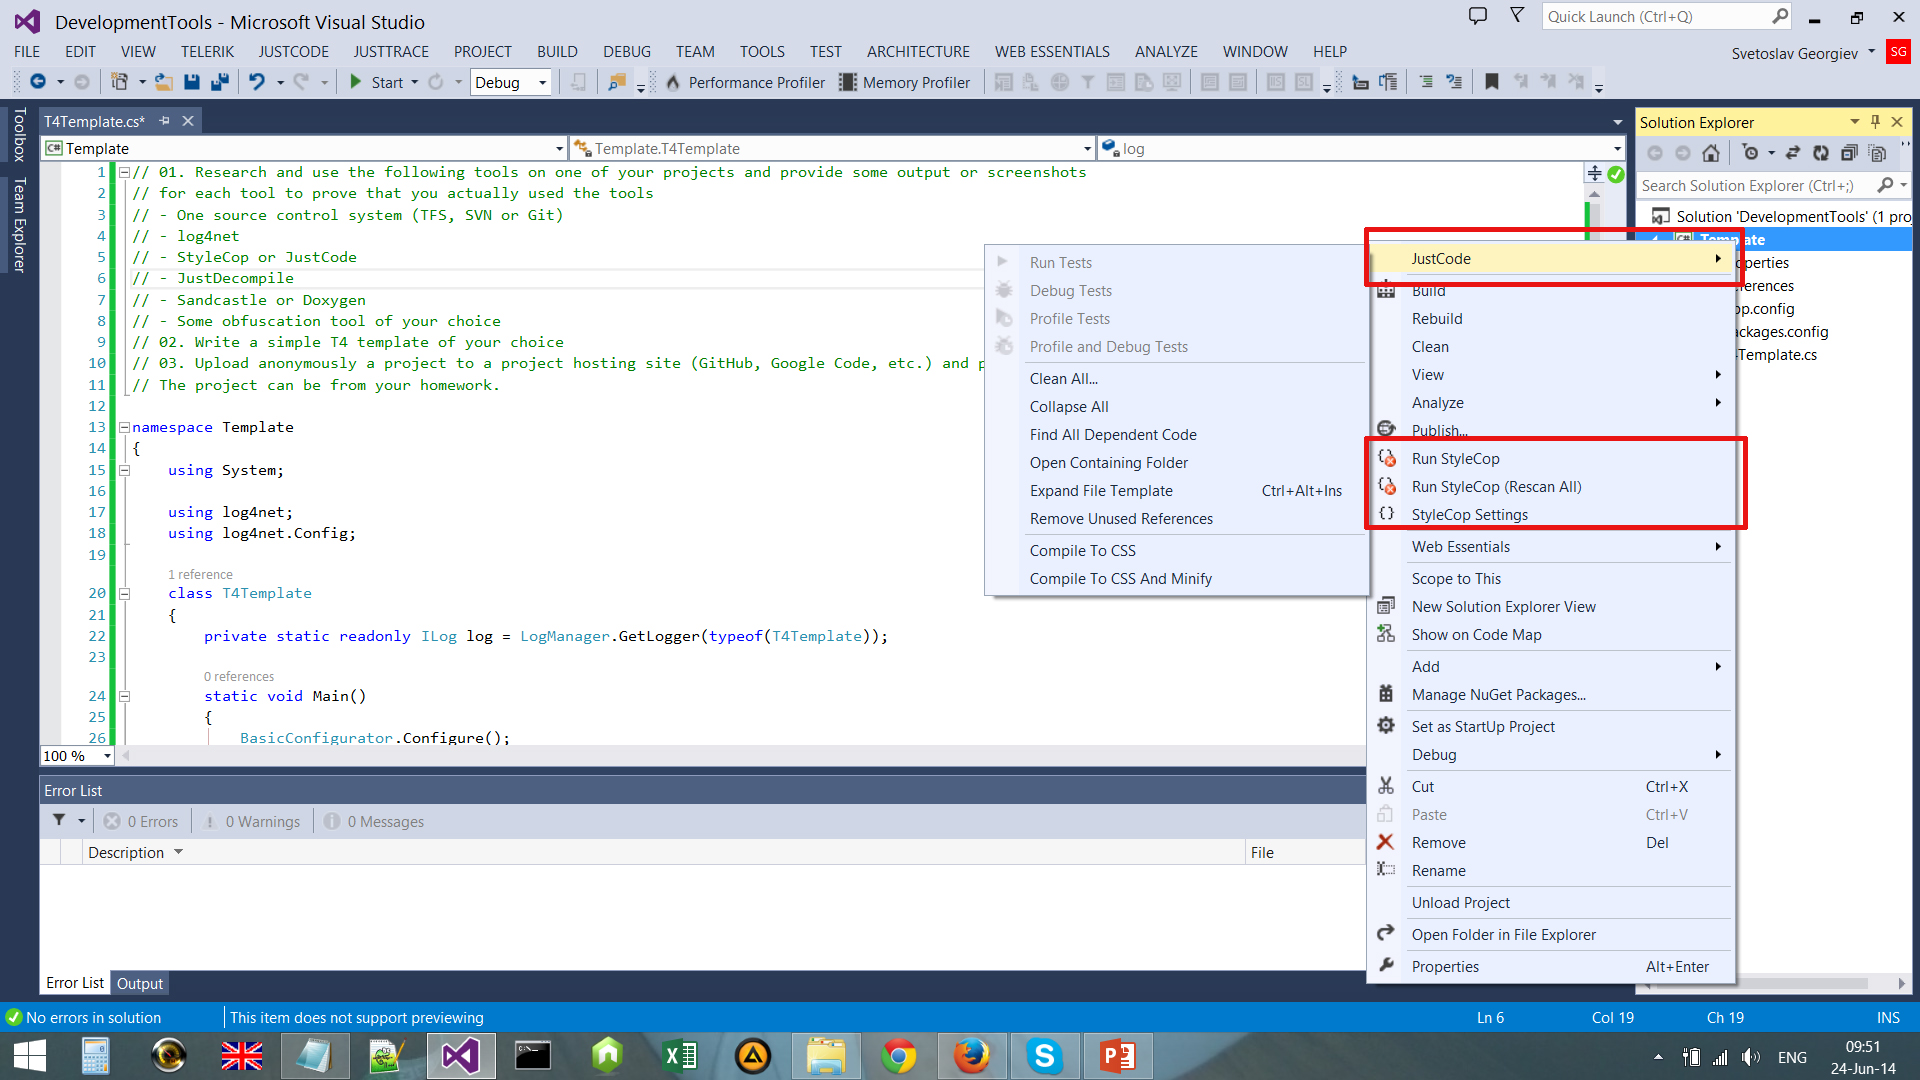 DevelopmentTools - Microsoft Visual Studio
Quick Launch (Ctrl+Q)
FILE EDIT VIEW TELERIK JUSTCODE JUSTTRACE PROJECT BUILD DEBUG TEAM TOOLS TEST ARCHITECTURE WEB ESSENTIALS ANALYZE WINDOW HELP
Svetoslav Georgiev SG
Start Debug Performance Profiler Memory Profiler
Toolbox
Team Explorer
T4Template.cs*
Template Template.T4Template log
1 // 01. Research and use the following tools on one of your projects and provide some output or screenshots
2 // for each tool to prove that you actually used the tools
3 // - One source control system (TFS, SVN or Git)
4 // - log4net
5 // - StyleCop or JustCode
6 // - JustDecompile
7 // - Sandcastle or Doxygen
8 // - Some obfuscation tool of your choice
9 // 02. Write a simple T4 template of your choice
10 // 03. Upload anonymously a project to a project hosting site (GitHub, Google Code, etc.) and p
11 // The project can be from your homework.
12
13 namespace Template
14 {
15 using System;
16
17 using log4net;
18 using log4net.Config;
19
1 reference
20 class T4Template
21 {
22 private static readonly ILog log = LogManager.GetLogger(typeof(T4Template));
23
0 references
24 static void Main()
25 {
26 BasicConfigurator.Configure();
100 %
Run Tests
Debug Tests
Profile Tests
Profile and Debug Tests
Clean All...
Collapse All
Find All Dependent Code
Open Containing Folder
Expand File Template Ctrl+Alt+Ins
Remove Unused References
Compile To CSS
Compile To CSS And Minify
JustCode
Build
Rebuild
Clean
View
Analyze
Publish...
Run StyleCop
Run StyleCop (Rescan All)
StyleCop Settings
Web Essentials
Scope to This
New Solution Explorer View
Show on Code Map
Add
Manage NuGet Packages...
Set as StartUp Project
Debug
Cut Ctrl+X
Paste Ctrl+V
Remove Del
Rename
Unload Project
Open Folder in File Explorer
Properties Alt+Enter
Solution Explorer
Search Solution Explorer (Ctrl+;)
Solution 'DevelopmentTools' (1 pro
Template
operties
erences
pp.config
ackages.config
Template.cs
Error List
0 Errors 0 Warnings 0 Messages
Description File
Error List Output
No errors in solution This item does not support previewing Ln 6 Col 19 Ch 19 INS
ENG
09:51
24-Jun-14